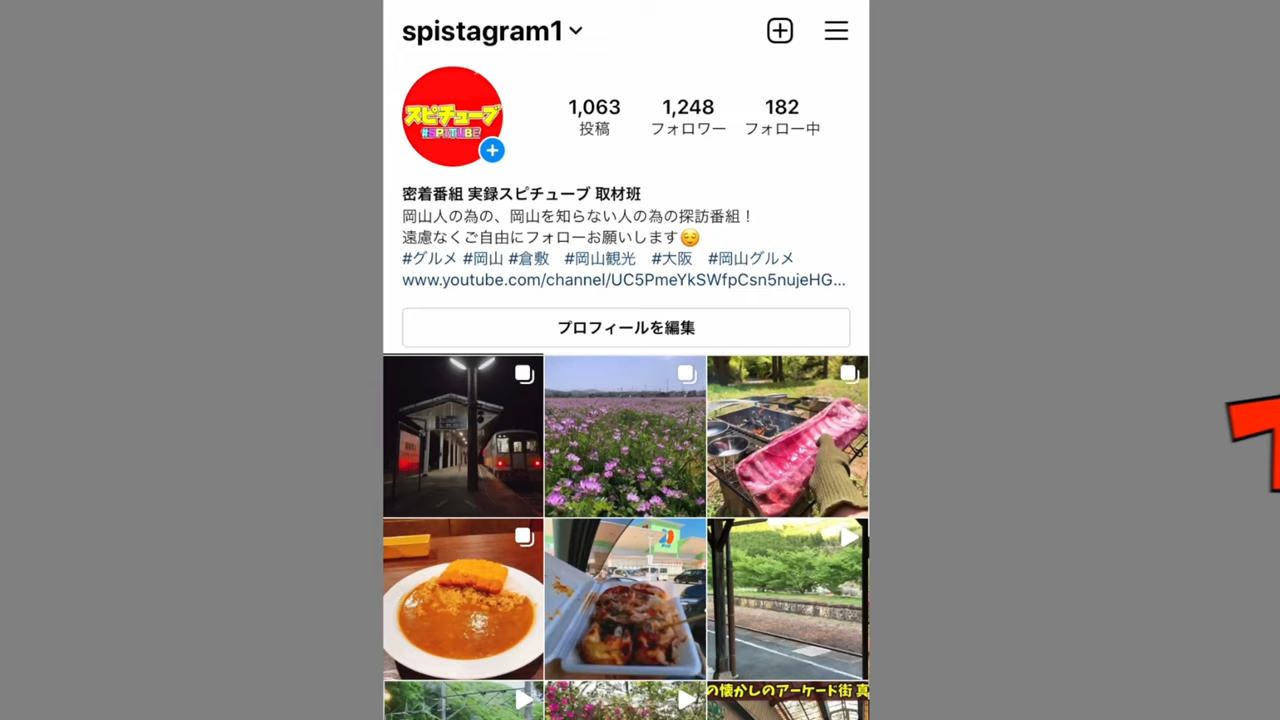 spistagram1
スピチューブ
#SPITUBE
1,063
投稿
1,248
フォロワー
182
フォロー中
密着番組 実録スピチューブ 取材班
岡山人の為の、岡山を知らない人の為の探訪番組！
遠慮なくご自由にフォローお願いします😌
#グルメ #岡山 #倉敷 #岡山観光 #大阪 #岡山グルメ
www.youtube.com/channel/UC5PmeYkSWfpCsn5nujeHG...
プロフィールを編集
の懐かしのアーケード街 真